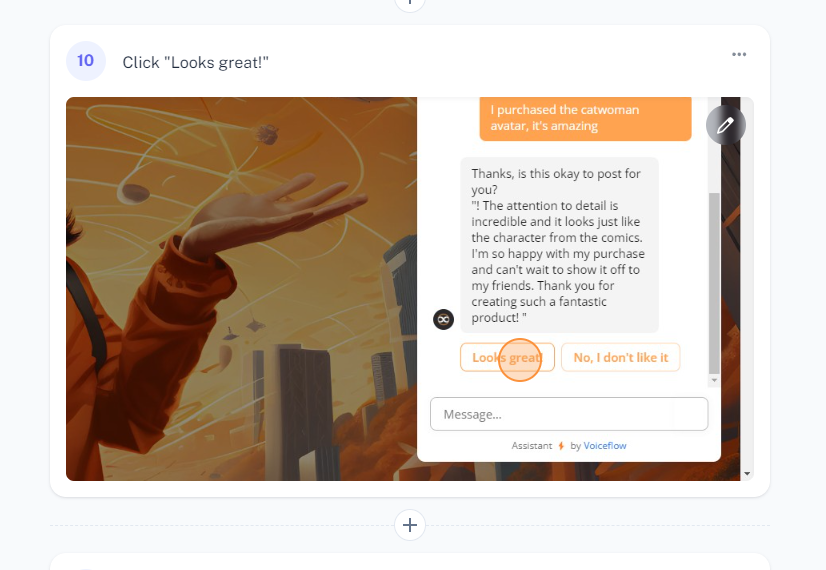 10
Click "Looks great!"
I purchased the catwoman
avatar, it's amazing
Thanks, is this okay to post for
you?
"! The attention to detail is
incredible and it looks just like
the character from the comics.
I'm so happy with my purchase
and can't wait to show it off to
my friends. Thank you for
creating such a fantastic
product! "
Looks great!
No, I don't like it
Message...
Assistant ⚡ by Voiceflow